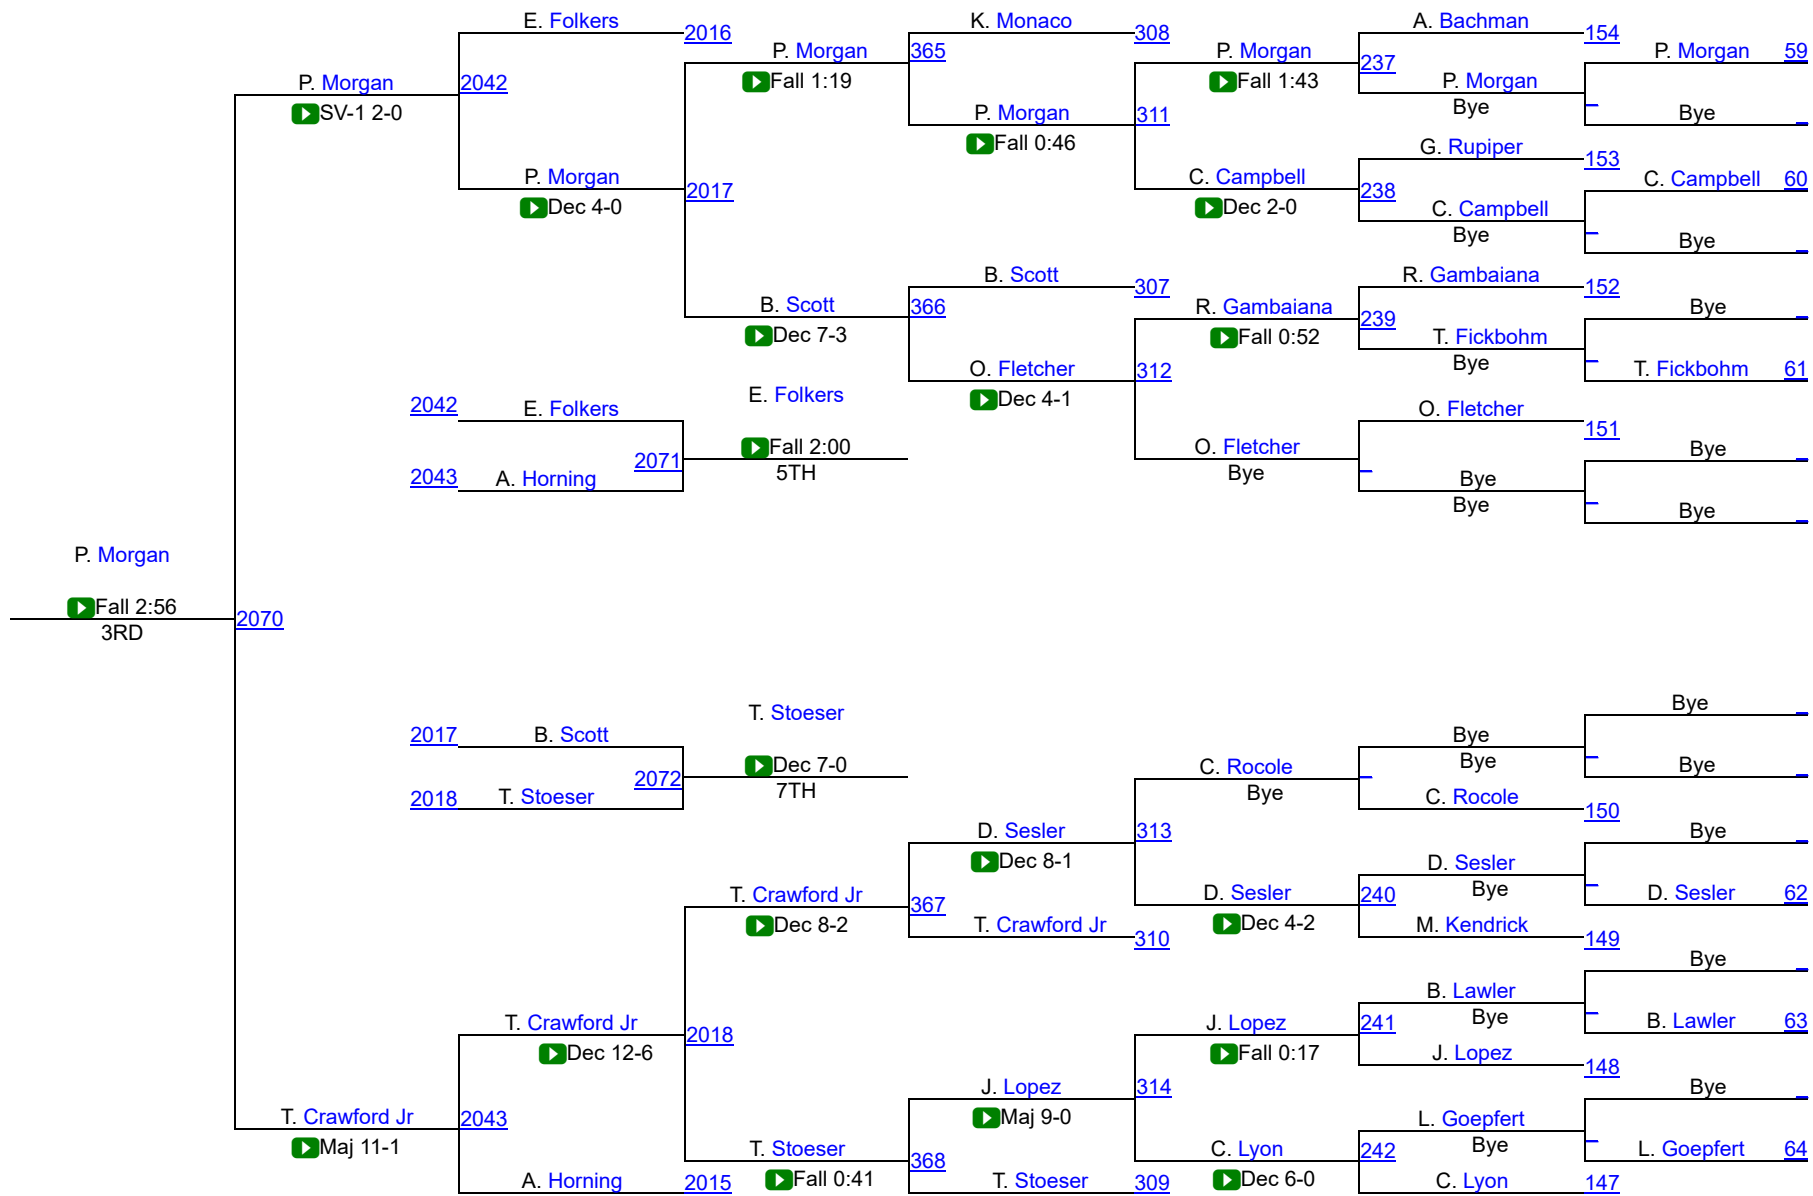 E. Folkers
2016
K. Monaco
308
A. Bachman
154
P. Morgan
SV-1 2-0
2042
P. Morgan
Fall 1:19
365
P. Morgan
Fall 1:43
237
P. Morgan 59
P. Morgan
Bye
Bye
P. Morgan
Fall 0:46
311
G. Rupiper
153
P. Morgan
Dec 4-0
2017
C. Campbell
Dec 2-0
238
C. Campbell 60
C. Campbell
Bye
Bye
B. Scott
307
R. Gambaiana
152
B. Scott
Dec 7-3
366
R. Gambaiana
Fall 0:52
239
Bye
T. Fickbohm
Bye
T. Fickbohm 61
O. Fletcher
Dec 4-1
312
2042 E. Folkers
E. Folkers
Fall 2:00
5TH
2071
2043 A. Horning
O. Fletcher
151
O. Fletcher
Bye
Bye
Bye
Bye
Bye
P. Morgan
Fall 2:56
3RD
2070
Bye
2017 B. Scott
T. Stoeser
Dec 7-0
7TH
2072
2018 T. Stoeser
Bye
Bye
Bye
C. Rocole
Bye
C. Rocole
150
D. Sesler
Dec 8-1
313
Bye
D. Sesler
Bye
D. Sesler 62
T. Crawford Jr
Dec 8-2
367
D. Sesler
Dec 4-2
240
T. Crawford Jr
310
M. Kendrick
149
Bye
B. Lawler
Bye
B. Lawler 63
T. Crawford Jr
Dec 12-6
2018
J. Lopez
Fall 0:17
241
J. Lopez
148
J. Lopez
Maj 9-0
314
Bye
T. Crawford Jr
Maj 11-1
2043
L. Goepfert
Bye
L. Goepfert 64
T. Stoeser
Fall 0:41
368
C. Lyon
Dec 6-0
242
A. Horning
2015
T. Stoeser
309
C. Lyon
147